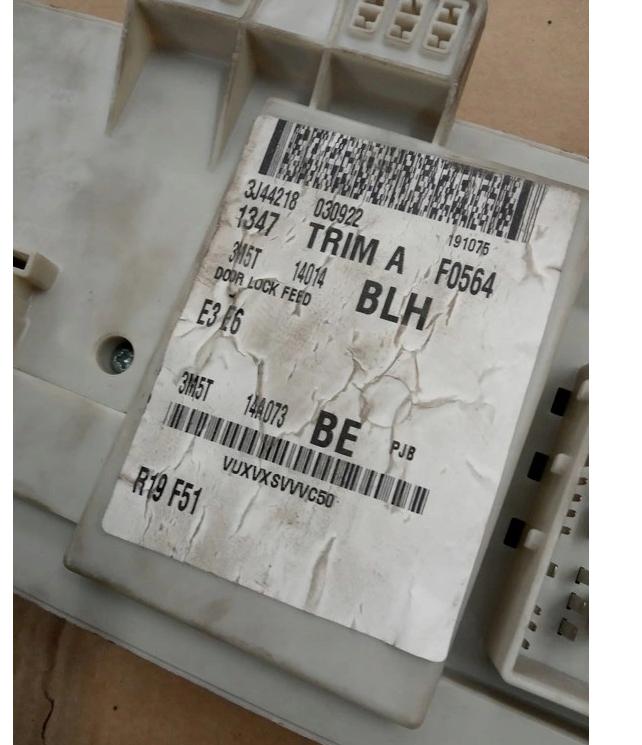 3J44218 030922 191075
1347 TRIM A F0564
3M5T 14014 BLH
DOOR LOCK FEED
E3 E6
3M5T 14A073 BE PJB
VUXVXSVVVC50
R19 F51